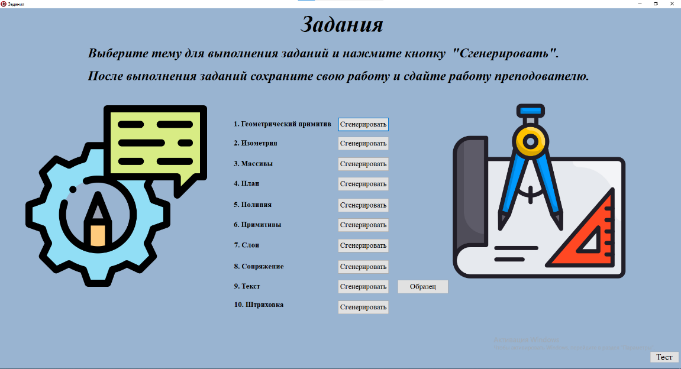 Задания
Задания
Выберите тему для выполнения заданий и нажмите кнопку "Сгенерировать".
После выполнения заданий сохраните свою работу и сдайте работу преподователю.
1. Геометрический примитив Сгенерировать
2. Изометрия Сгенерировать
3. Массивы Сгенерировать
4. План Сгенерировать
5. Полиния Сгенерировать
6. Примитивы Сгенерировать
7. Слои Сгенерировать
8. Сопряжение Сгенерировать
9. Текст Сгенерировать Образец
10. Штриховка Сгенерировать
Тест